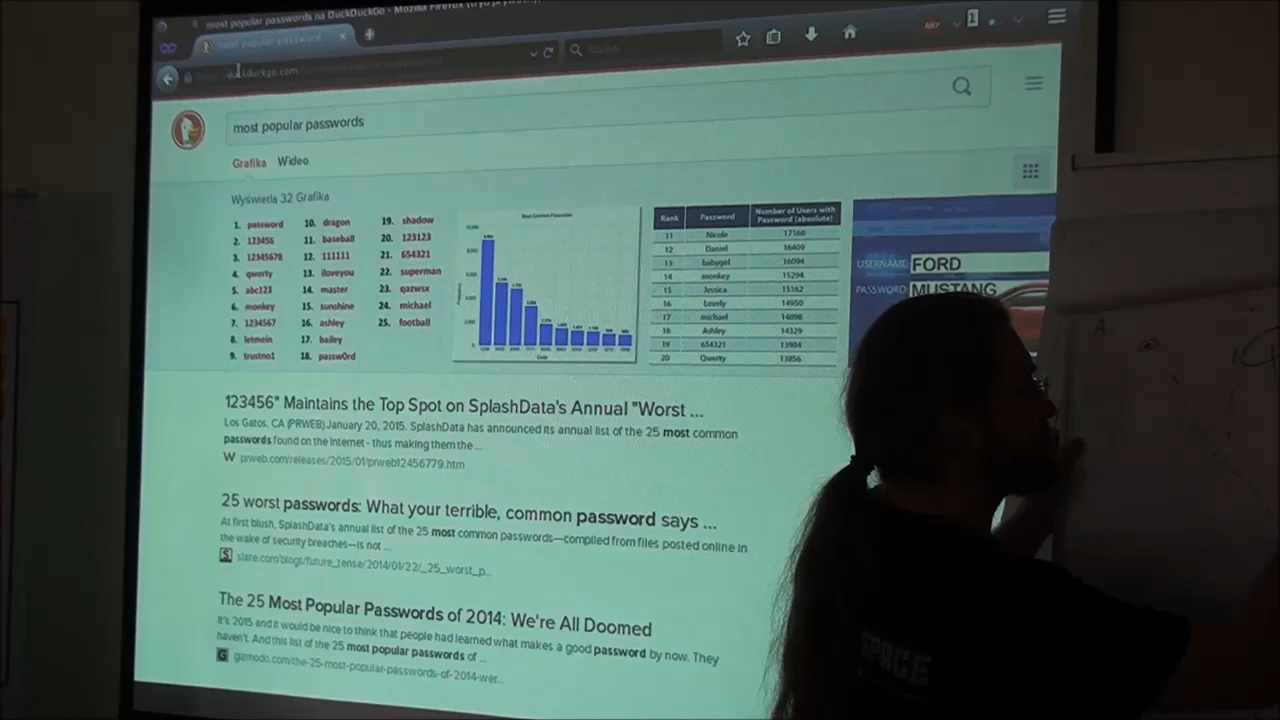 most popular passwords na DuckDuckGo - Mozilla Firefox
most popular password
duckduckgo.com
most popular passwords
Grafika Wideo
Wyświetla 32 Grafika
1. password
2. 123456
3. 12345678
4. qwerty
5. abc123
6. monkey
7. 1234567
8. letmein
9. trustno1
10. dragon
11. baseball
12. 111111
13. iloveyou
14. master
15. sunshine
16. ashley
17. bailey
18. passw0rd
19. shadow
20. 123123
21. 654321
22. superman
23. qazwsx
24. michael
25. football
Rank Password Number of Users with Password (absolute)
11 Nicole 17168
12 Daniel 16409
13 babygirl 16094
14 monkey 15294
15 Jessica 15162
16 Lovely 14950
17 michael 14898
18 Ashley 14329
19 654321 13984
20 Qwerty 13856
USERNAME: FORD
PASSWORD: MUSTANG
123456" Maintains the Top Spot on SplashData's Annual "Worst ...
Los Gatos, CA (PRWEB) January 20, 2015. SplashData has announced its annual list of the 25 most common
passwords found on the Internet - thus making them the ...
W prweb.com/releases/2015/01/prweb12456779.htm
25 worst passwords: What your terrible, common password says ...
At first blush, SplashData's annual list of the 25 most common passwords—compiled from files posted online in
the wake of security breaches—is not ...
S slate.com/blogs/future_tense/2014/01/22/_25_worst_p...
The 25 Most Popular Passwords of 2014: We're All Doomed
It's 2015 and it would be nice to think that people had learned what makes a good password by now. They
haven't. And this list of the 25 most popular passwords of ...
G gizmodo.com/the-25-most-popular-passwords-of-2014-wer...
A